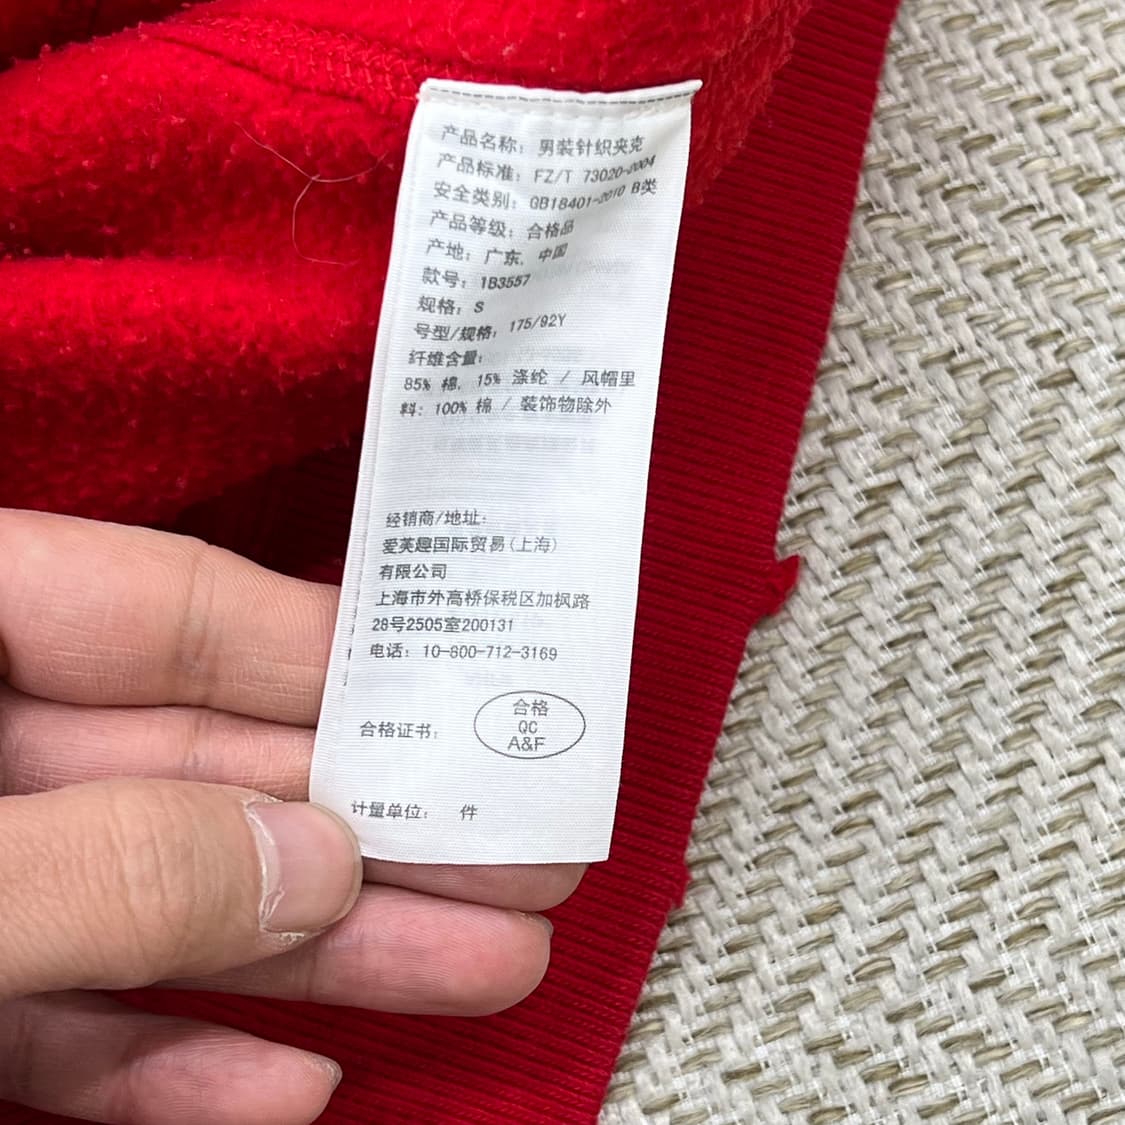 产品名称：男装针织夹克
产品标准：FZ/T 73020-2004
安全类别：GB18401-2010 B类
产品等级：合格品
产地：广东，中国
款号：1B3557
规格：S
号型/规格：175/92Y
纤维含量：
85% 棉，15% 涤纶 / 风帽里
料：100% 棉 / 装饰物除外
经销商/地址：
爱芙趣国际贸易(上海)
有限公司
上海市外高桥保税区加枫路
28号2505室200131
电话：10-800-712-3169
合格
QC
A&F
合格证书：
计量单位： 件